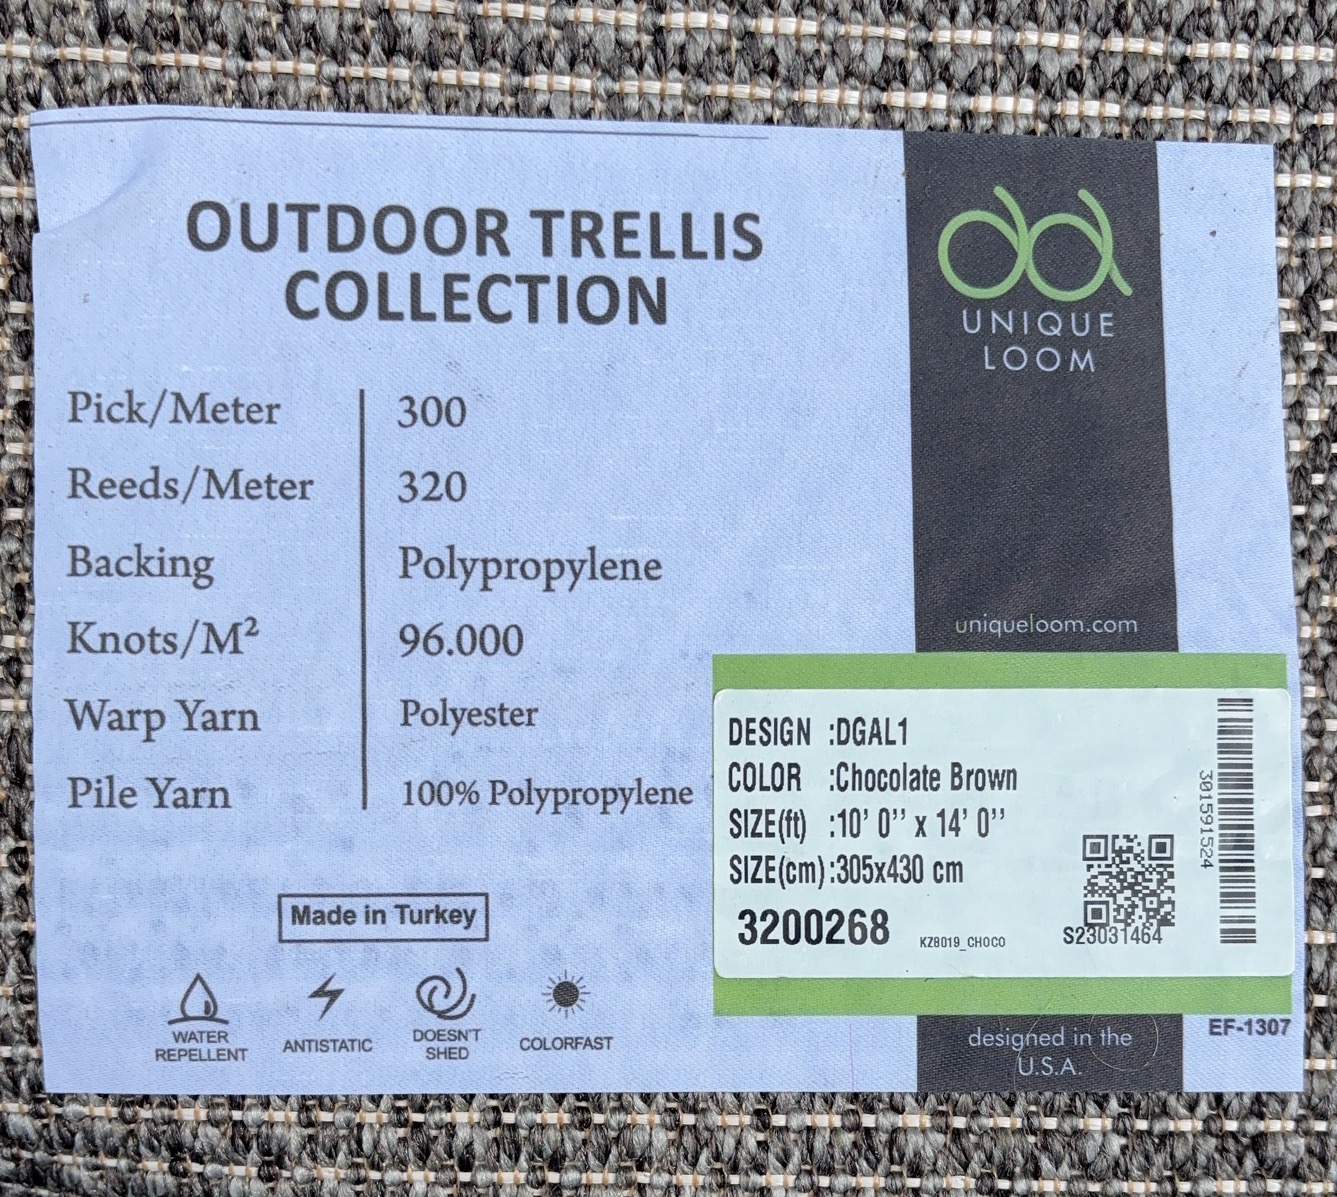 OUTDOOR TRELLIS
COLLECTION
Pick/Meter 300
Reeds/Meter 320
Backing Polypropylene
Knots/M² 96.000
Warp Yarn Polyester
Pile Yarn 100% Polypropylene
Made in Turkey
WATER
REPELLENT
ANTISTATIC
DOESN'T
SHED
COLORFAST
UNIQUE
LOOM
uniqueloom.com
DESIGN :DGAL1
COLOR :Chocolate Brown
SIZE(ft) :10' 0'' x 14' 0''
SIZE(cm):305x430 cm
3200268
KZ8019_CHOCO
S23031464
301591524
designed in the
U.S.A.
EF-1307